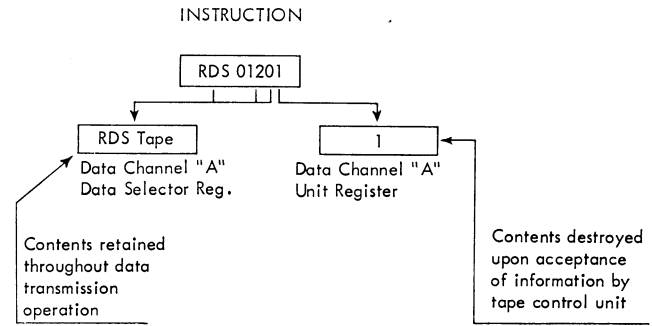 INSTRUCTION
RDS 01201
RDS Tape
1
Data Channel "A"
Data Selector Reg.
Data Channel "A"
Unit Register
Contents retained
throughout data
transmission
operation
Contents destroyed
upon acceptance
of information by
tape control unit